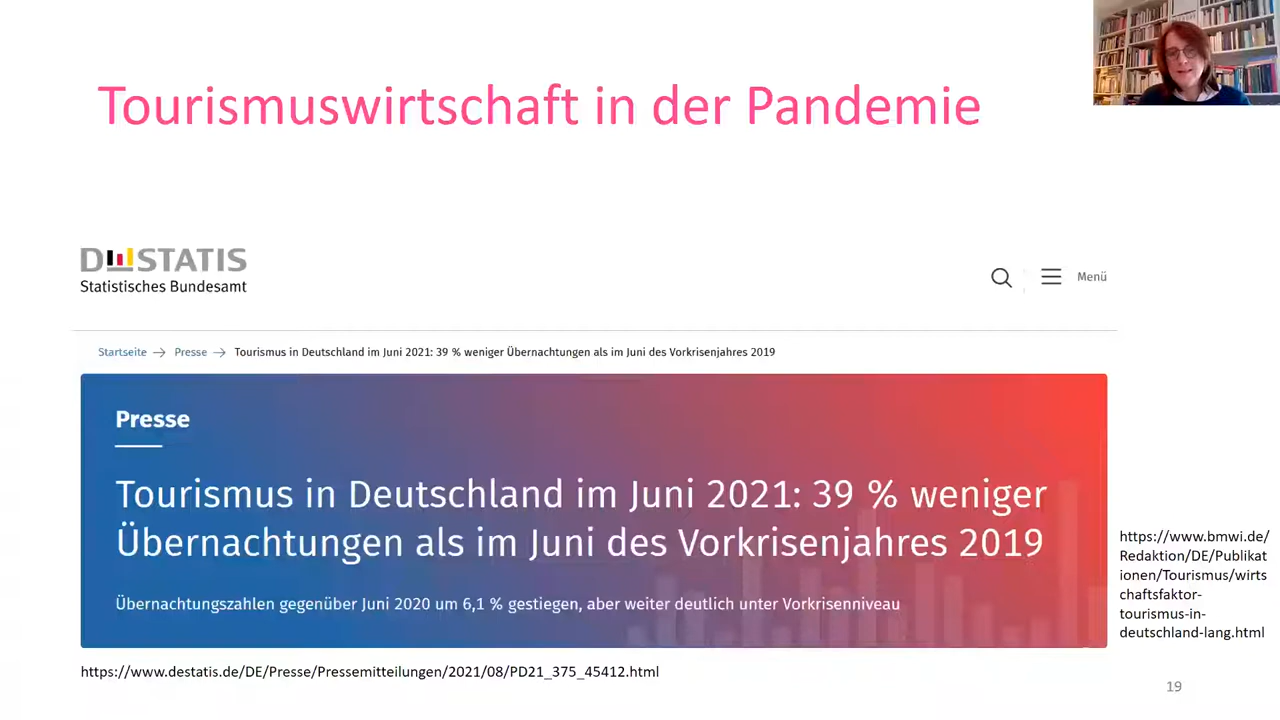 Tourismuswirtschaft in der Pandemie
DESTATIS
Statistisches Bundesamt
Menü
Startseite → Presse → Tourismus in Deutschland im Juni 2021: 39 % weniger Übernachtungen als im Juni des Vorkrisenjahres 2019
Presse
Tourismus in Deutschland im Juni 2021: 39 % weniger
Übernachtungen als im Juni des Vorkrisenjahres 2019
Übernachtungszahlen gegenüber Juni 2020 um 6,1 % gestiegen, aber weiter deutlich unter Vorkrisenniveau
https://www.bmwi.de/
Redaktion/DE/Publikat
ionen/Tourismus/wirts
chaftsfaktor-
tourismus-in-
deutschland-lang.html
https://www.destatis.de/DE/Presse/Pressemitteilungen/2021/08/PD21_375_45412.html
19